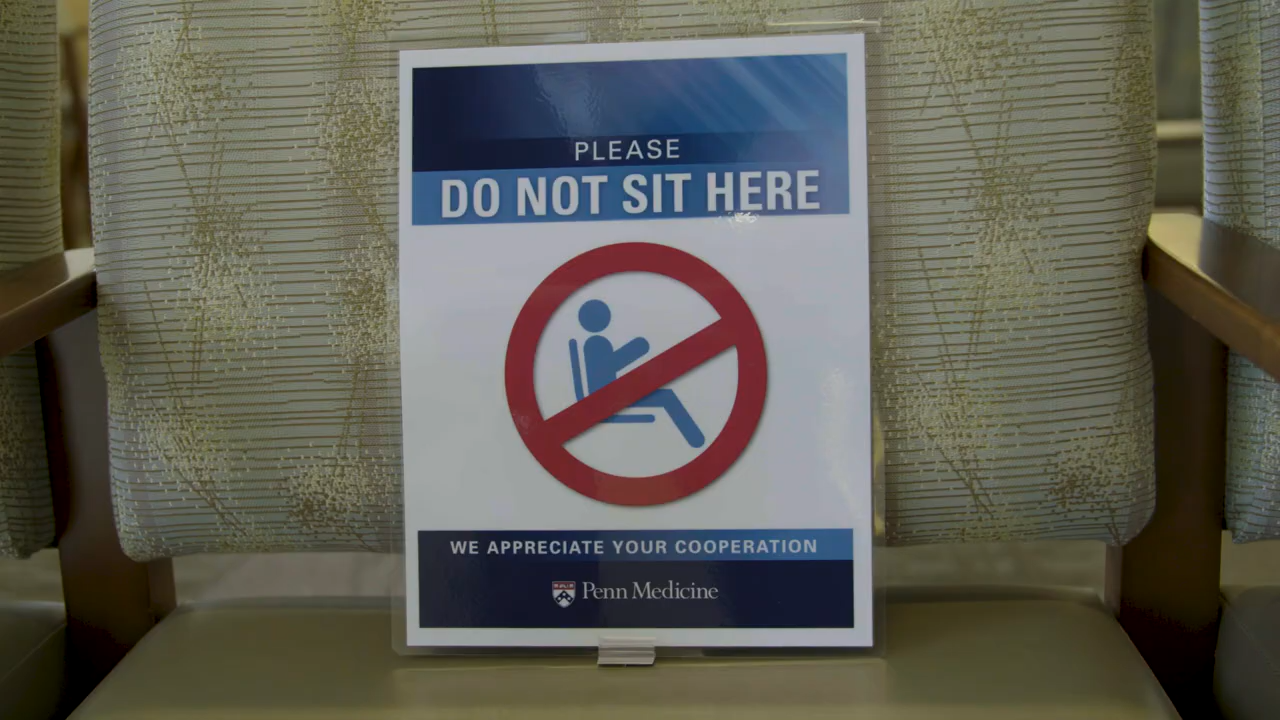 PLEASE
DO NOT SIT HERE
WE APPRECIATE YOUR COOPERATION
Penn Medicine